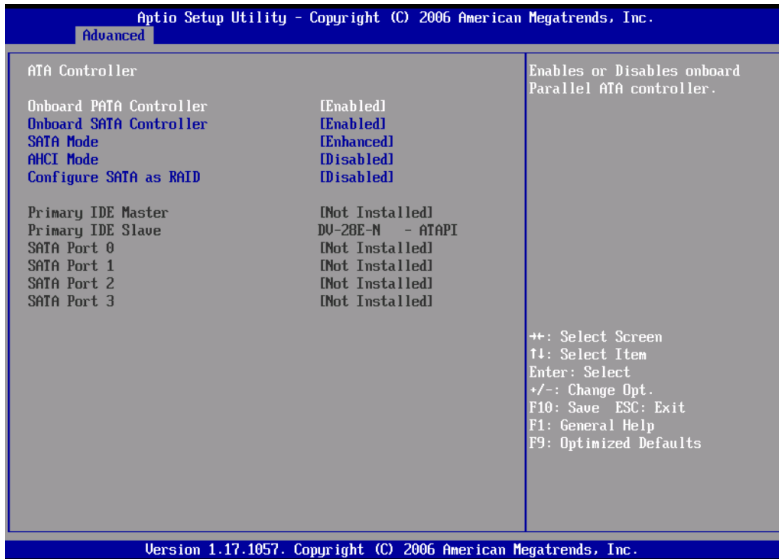 Aptio Setup Utility - Copyright (C) 2006 American Megatrends, Inc.
Advanced
ATA Controller
Onboard PATA Controller [Enabled]
Onboard SATA Controller [Enabled]
SATA Mode [Enhanced]
AHCI Mode [Disabled]
Configure SATA as RAID [Disabled]
Primary IDE Master [Not Installed]
Primary IDE Slave DV-28E-N - ATAPI
SATA Port 0 [Not Installed]
SATA Port 1 [Not Installed]
SATA Port 2 [Not Installed]
SATA Port 3 [Not Installed]
Enables or Disables onboard
Parallel ATA controller.
→←: Select Screen
↑↓: Select Item
Enter: Select
+/-: Change Opt.
F10: Save ESC: Exit
F1: General Help
F9: Optimized Defaults
Version 1.17.1057. Copyright (C) 2006 American Megatrends, Inc.